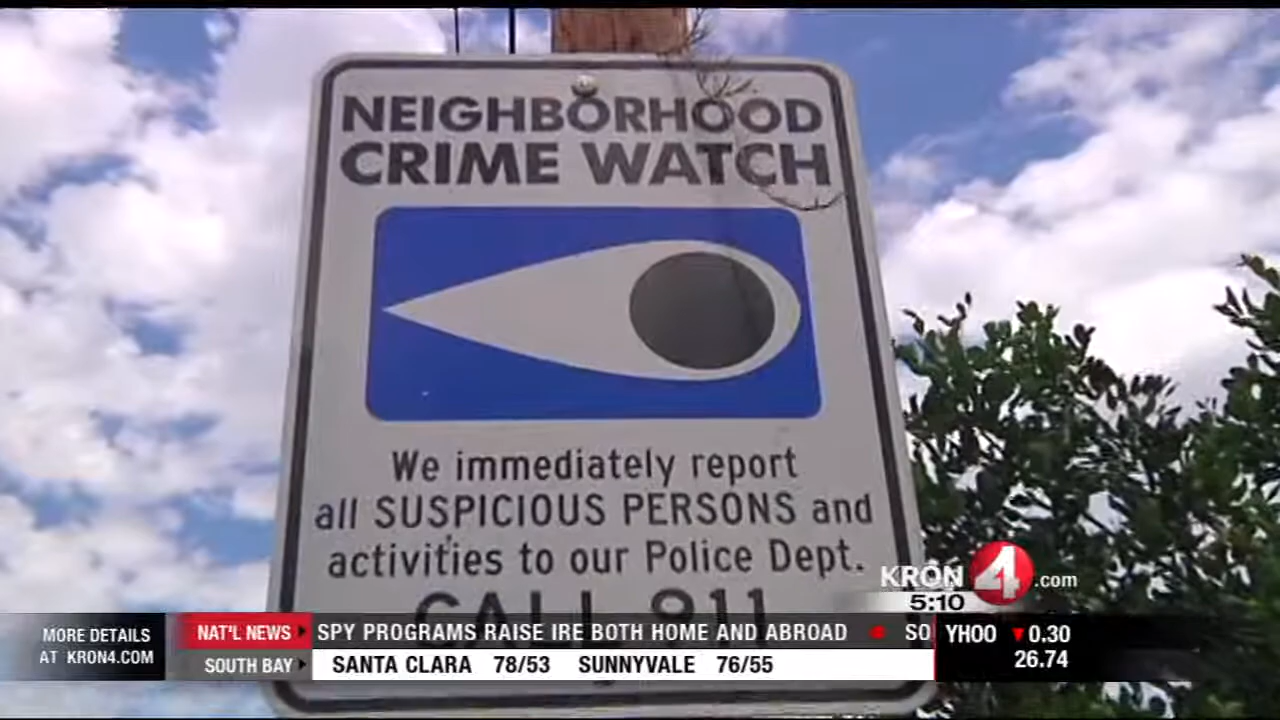 NEIGHBORHOOD
CRIME WATCH
We immediately report
all SUSPICIOUS PERSONS and
activities to our Police Dept.
CALL 911
KRON 4.com
5:10
MORE DETAILS
AT KRON4.COM
NAT'L NEWS SPY PROGRAMS RAISE IRE BOTH HOME AND ABROAD
SOUTH BAY SANTA CLARA 78/53 SUNNYVALE 76/55
YHOO 0.30
26.74